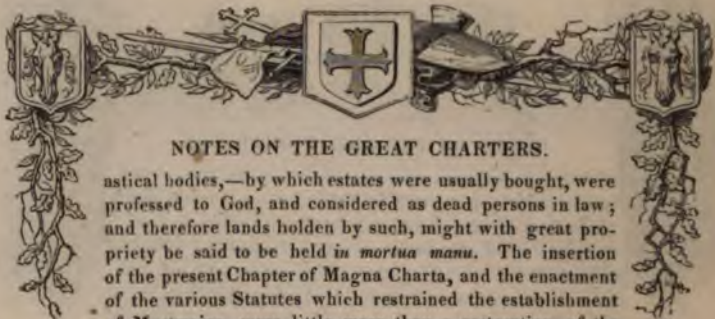 NOTES ON THE GREAT CHARTERS.
astical bodies,—by which estates were usually bought, were
professed to God, and considered as dead persons in law;
and therefore lands holden by such, might with great pro-
priety be said to be held in mortua manu. The insertion
of the present Chapter of Magna Charta, and the enactment
of the various Statutes which restrained the establishment